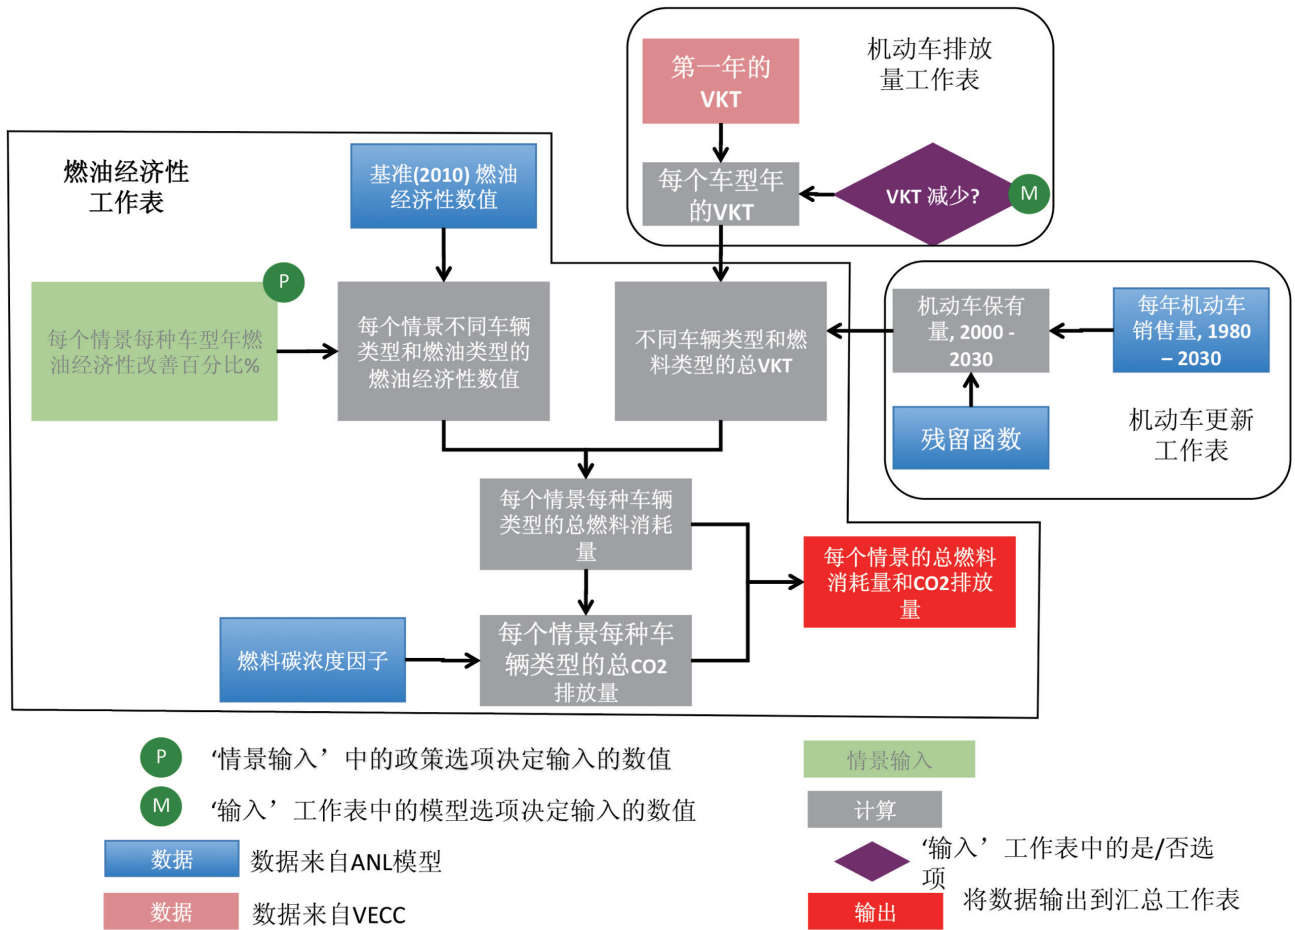 第一年的
VKT
机动车排放
量工作表
燃油经济性
工作表
基准(2010) 燃油
经济性数值
每个车型年
的VKT
VKT 减少?
M
P
每个情景每种车型年燃
油经济性改善百分比%
每个情景不同车辆
类型和燃油类型的
燃油经济性数值
不同车辆类型和燃
料类型的总VKT
机动车保有
量, 2000 -
2030
每年机动车
销售量, 1980
– 2030
残留函数
机动车更新
工作表
每个情景每种车辆
类型的总燃料消耗
量
每个情景的总燃料
消耗量和CO2排放
量
燃料碳浓度因子
每个情景每种车
辆类型的总CO2
排放量
P
‘情景输入’中的政策选项决定输入的数值
M
‘输入’工作表中的模型选项决定输入的数值
数据
数据来自ANL模型
数据
数据来自VECC
情景输入
计算
‘输入’工作表中的是/否选
项
输出
将数据输出到汇总工作表